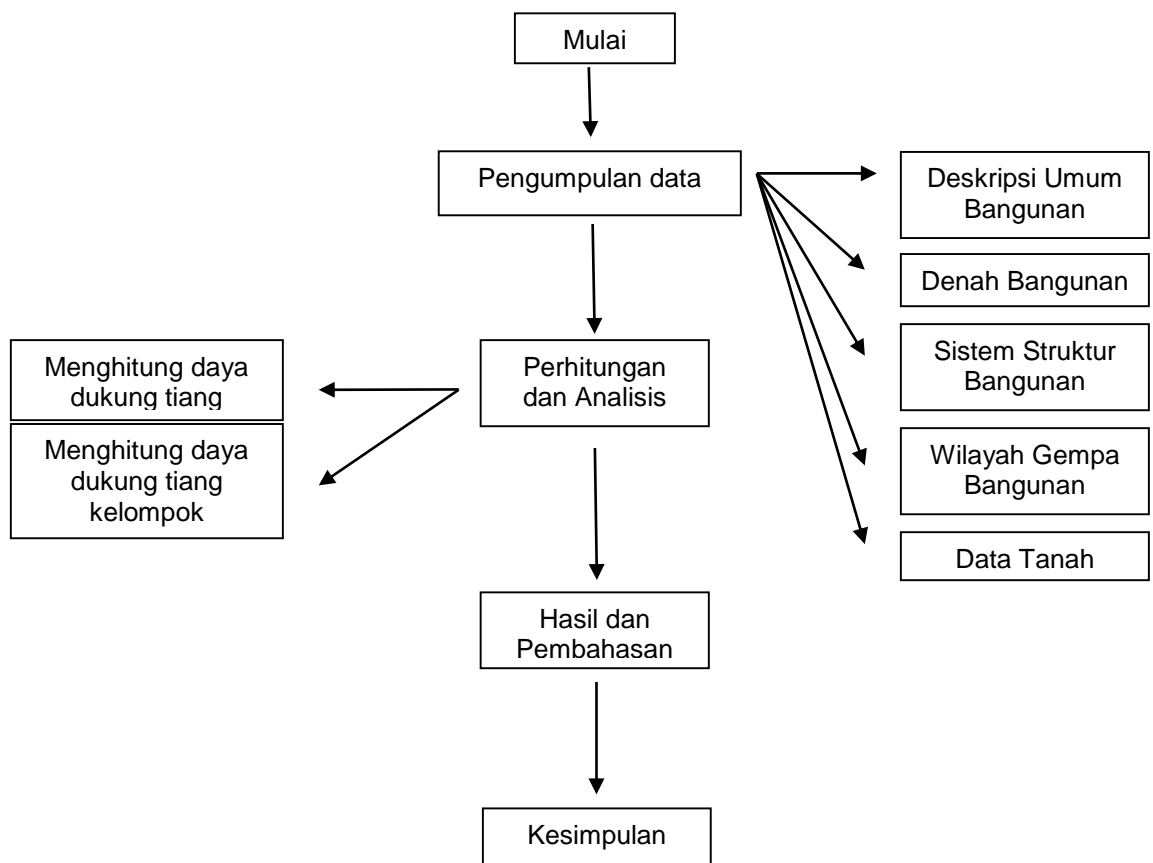 Mulai
Pengumpulan data
Deskripsi Umum
Bangunan
Denah Bangunan
Sistem Struktur
Bangunan
Wilayah Gempa
Bangunan
Data Tanah
Perhitungan
dan Analisis
Menghitung daya
dukung tiang
Menghitung daya
dukung tiang
kelompok
Hasil dan
Pembahasan
Kesimpulan